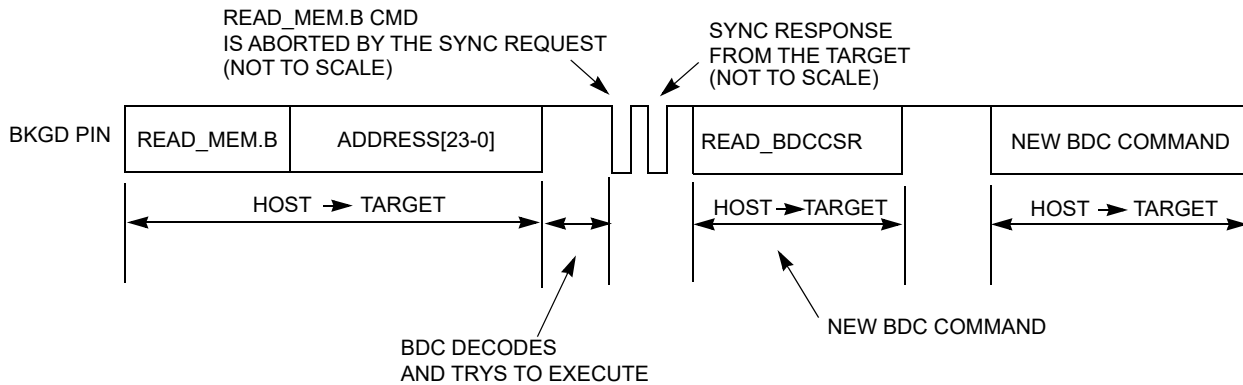 READ_MEM.B CMD
IS ABORTED BY THE SYNC REQUEST
(NOT TO SCALE)
SYNC RESPONSE
FROM THE TARGET
(NOT TO SCALE)
BKGD PIN
READ_MEM.B
ADDRESS[23-0]
READ_BDCCSR
NEW BDC COMMAND
HOST TARGET
HOST TARGET
HOST TARGET
NEW BDC COMMAND
BDC DECODES
AND TRYS TO EXECUTE